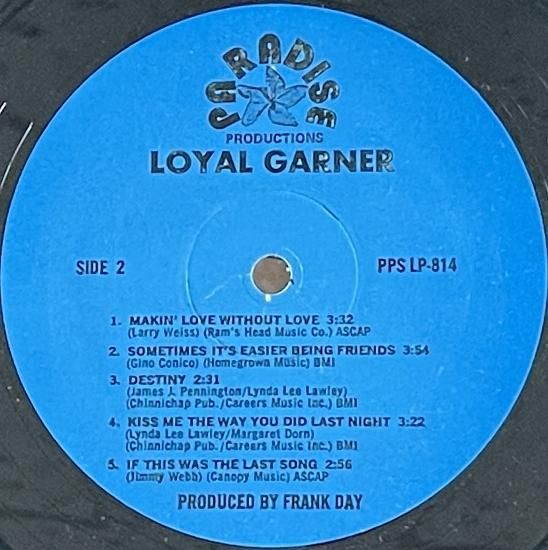 PARADISE
PRODUCTIONS
LOYAL GARNER
SIDE 2
PPS LP-814
1. MAKIN' LOVE WITHOUT LOVE 3:32
(Larry Weiss) (Ram's Head Music Co.) ASCAP
2. SOMETIMES IT'S EASIER BEING FRIENDS 3:54
(Gino Conico) (Homegrown Music) BMI
3. DESTINY 2:31
(James J. Pennington/Lynda Lee Lawley)
(Chinnichap Pub./Careers Music Inc.) BMI
4. KISS ME THE WAY YOU DID LAST NIGHT 3:22
(Lynda Lee Lawley/Margaret Dorn)
(Chinnichap Pub./Careers Music Inc.) BMI
5. IF THIS WAS THE LAST SONG 2:56
(Jimmy Webb) (Canopy Music) ASCAP
PRODUCED BY FRANK DAY